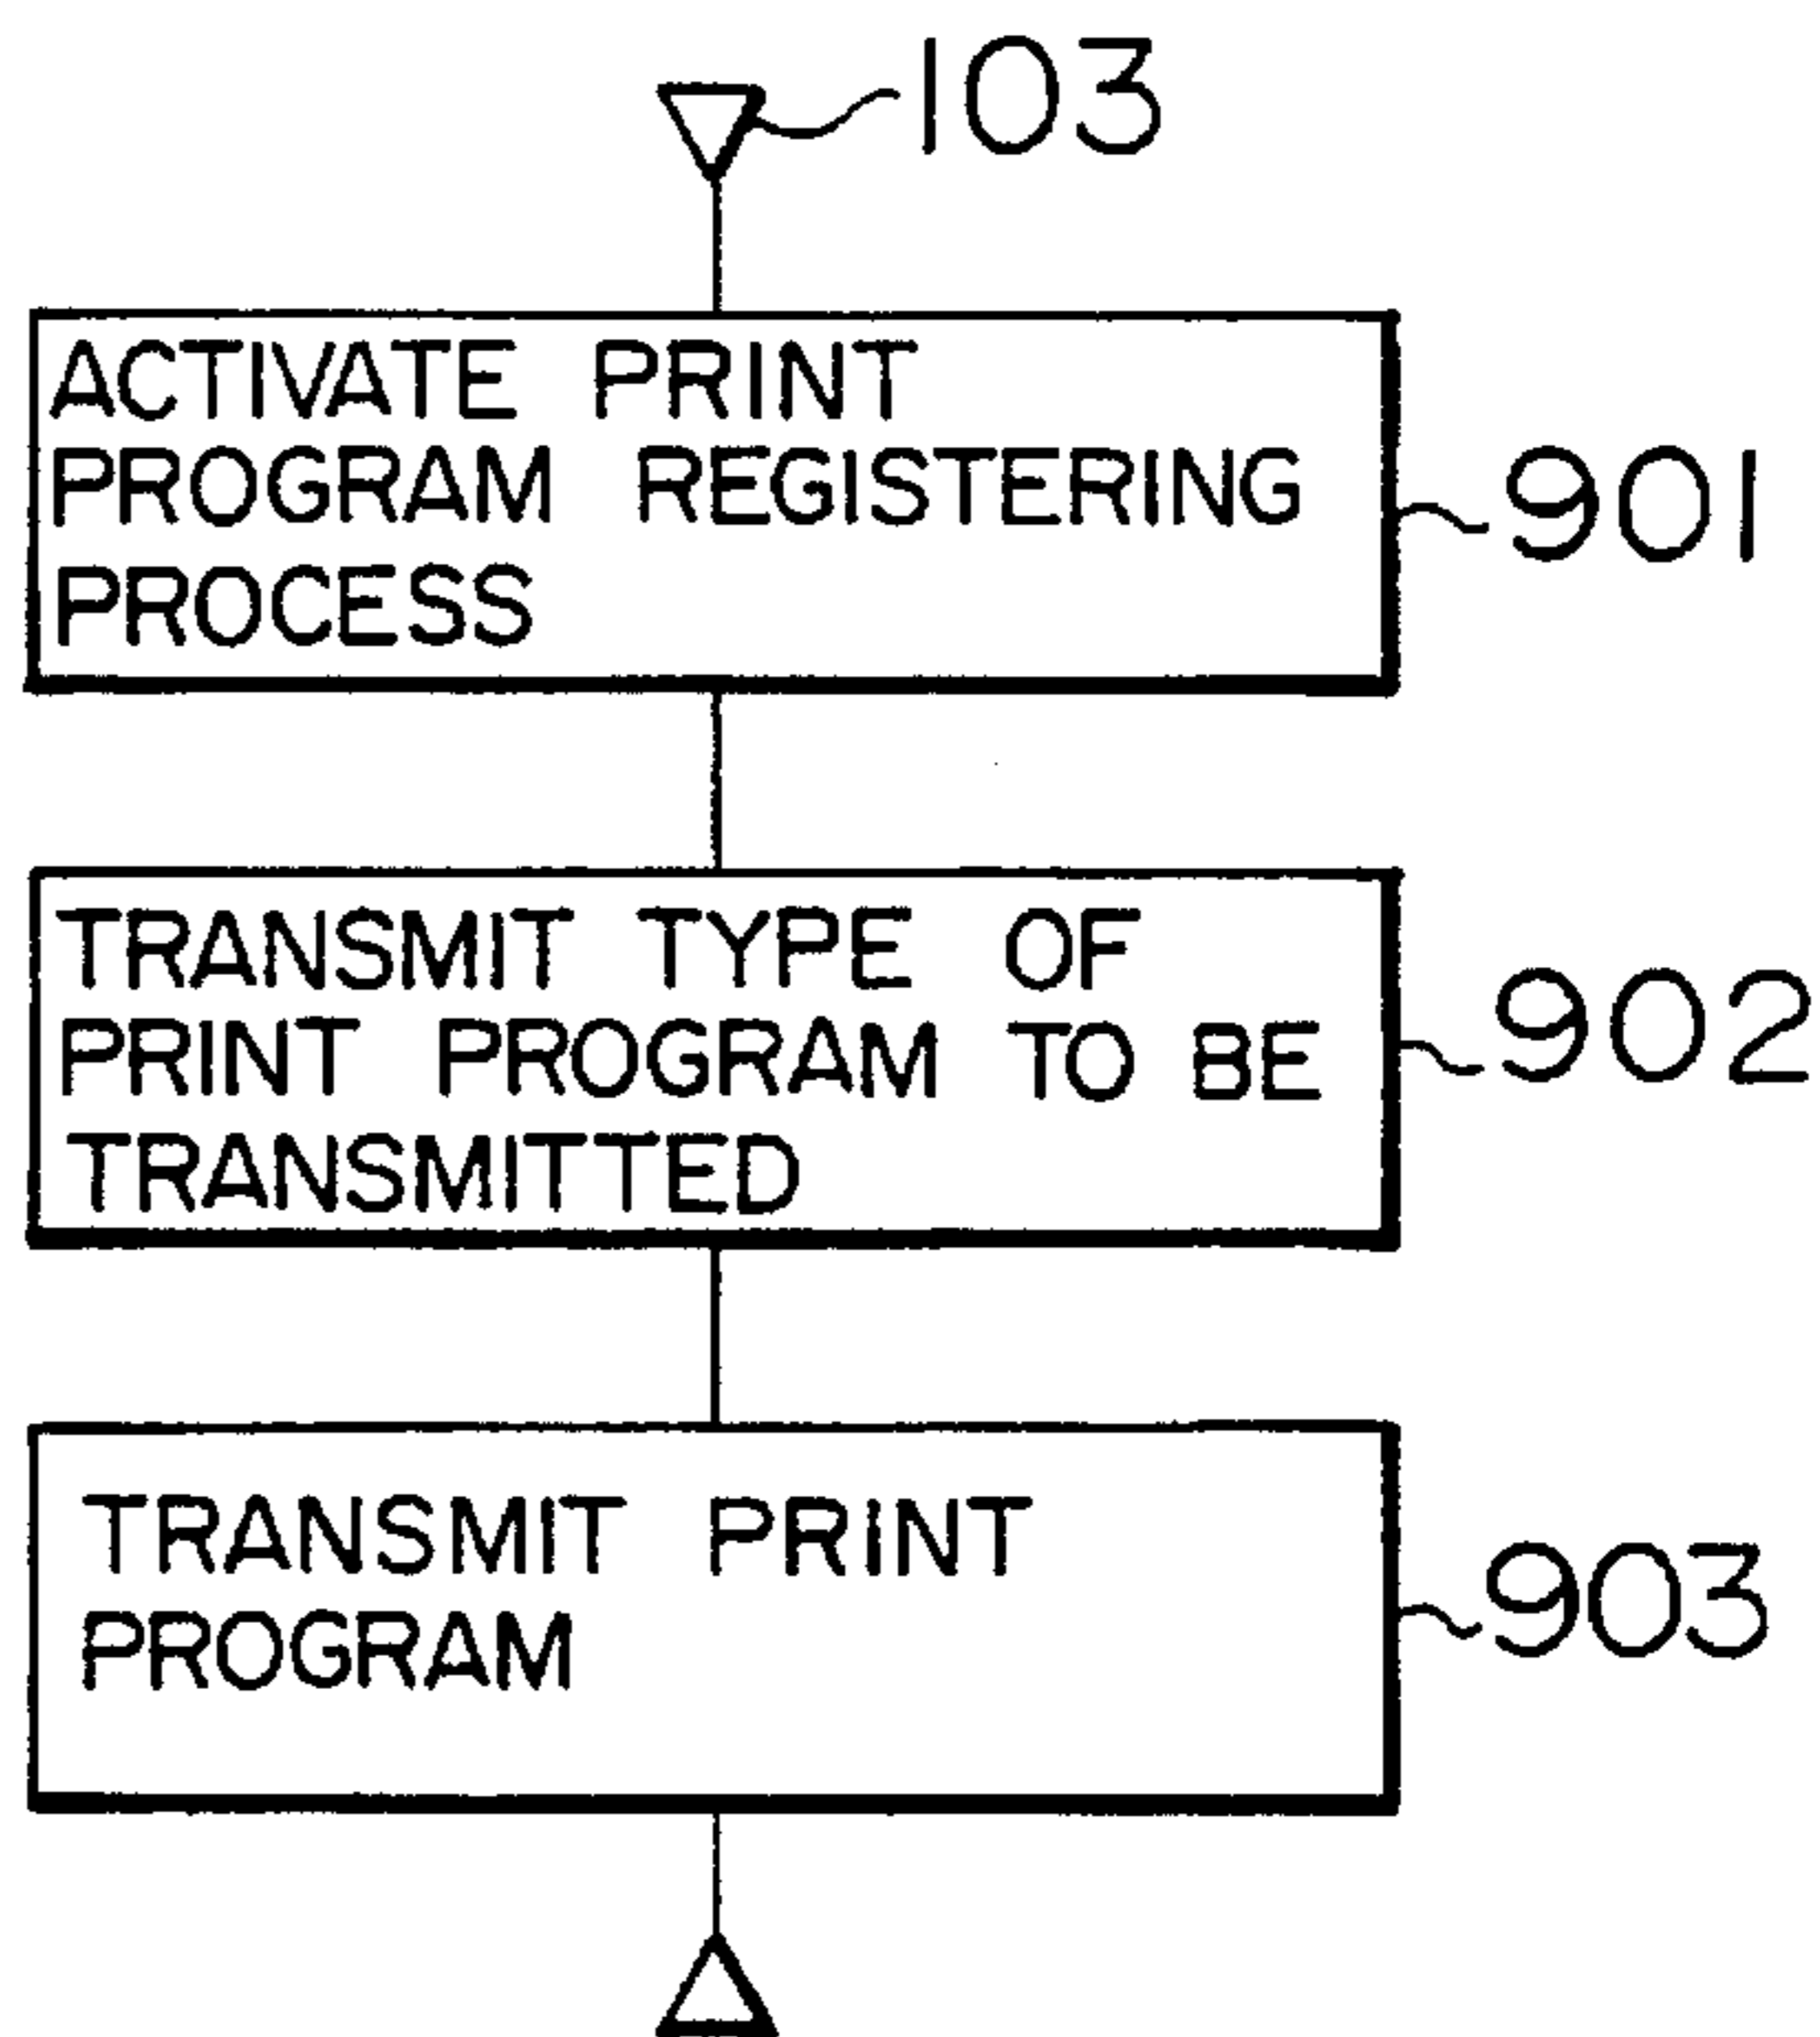 103
ACTIVATE PRINT
PROGRAM REGISTERING
PROCESS
901
TRANSMIT TYPE OF
PRINT PROGRAM TO BE
TRANSMITTED
902
TRANSMIT PRINT
PROGRAM
903